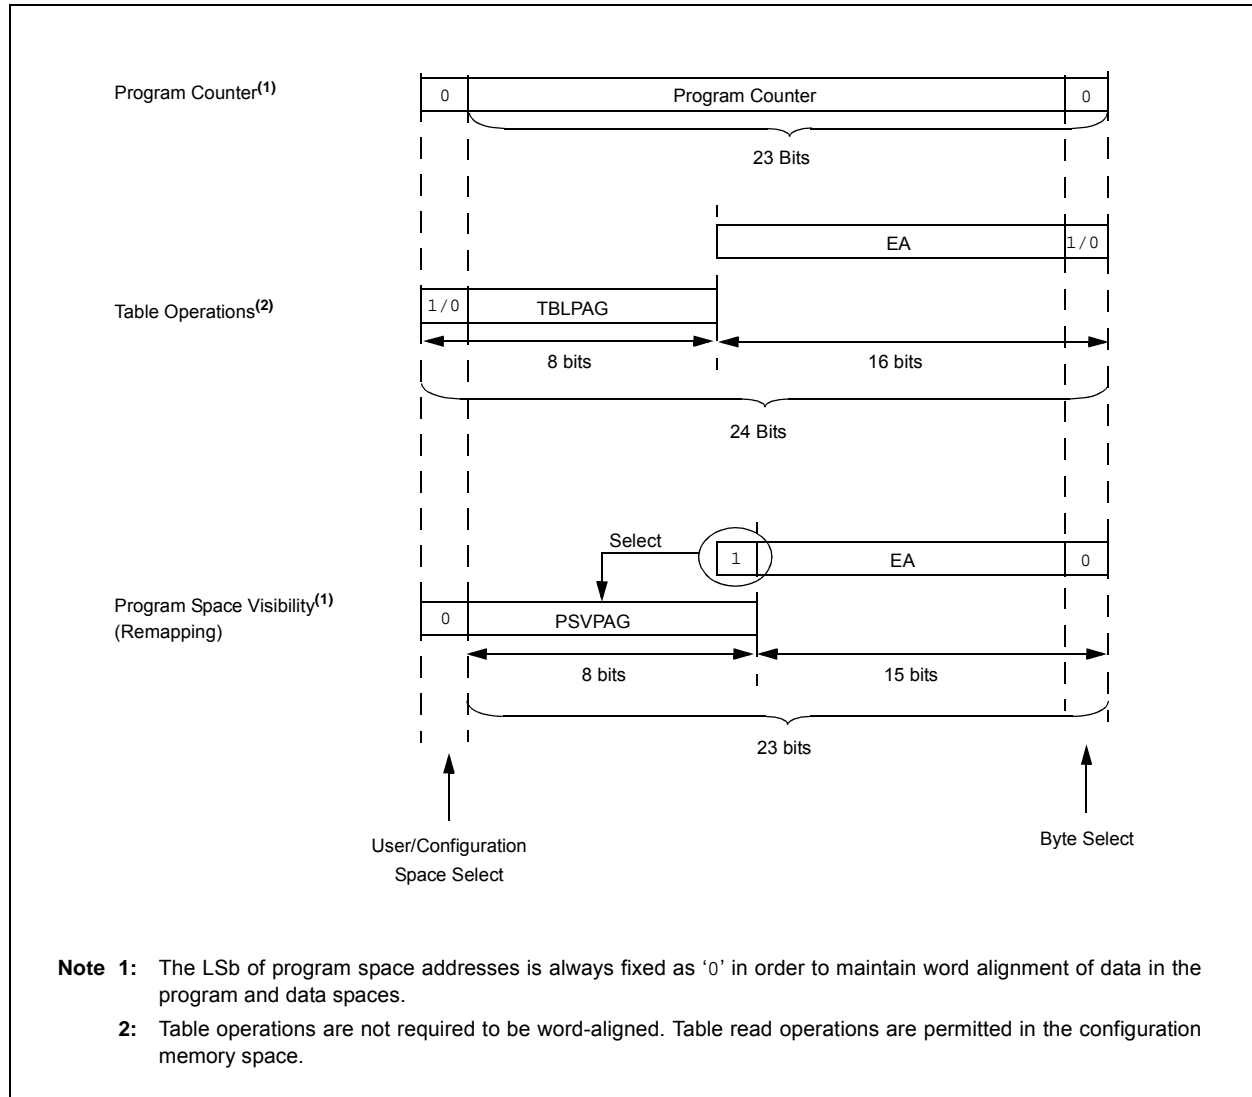 Program Counter(1)
0
Program Counter
0
23 Bits
EA
1/0
Table Operations(2)
1/0
TBLPAG
8 bits
16 bits
24 Bits
Select
1
EA
0
Program Space Visibility(1)
(Remapping)
0
PSVPAG
8 bits
15 bits
23 bits
User/Configuration
Space Select
Byte Select
Note 1: The LSb of program space addresses is always fixed as ‘0’ in order to maintain word alignment of data in the
program and data spaces.
2: Table operations are not required to be word-aligned. Table read operations are permitted in the configuration
memory space.